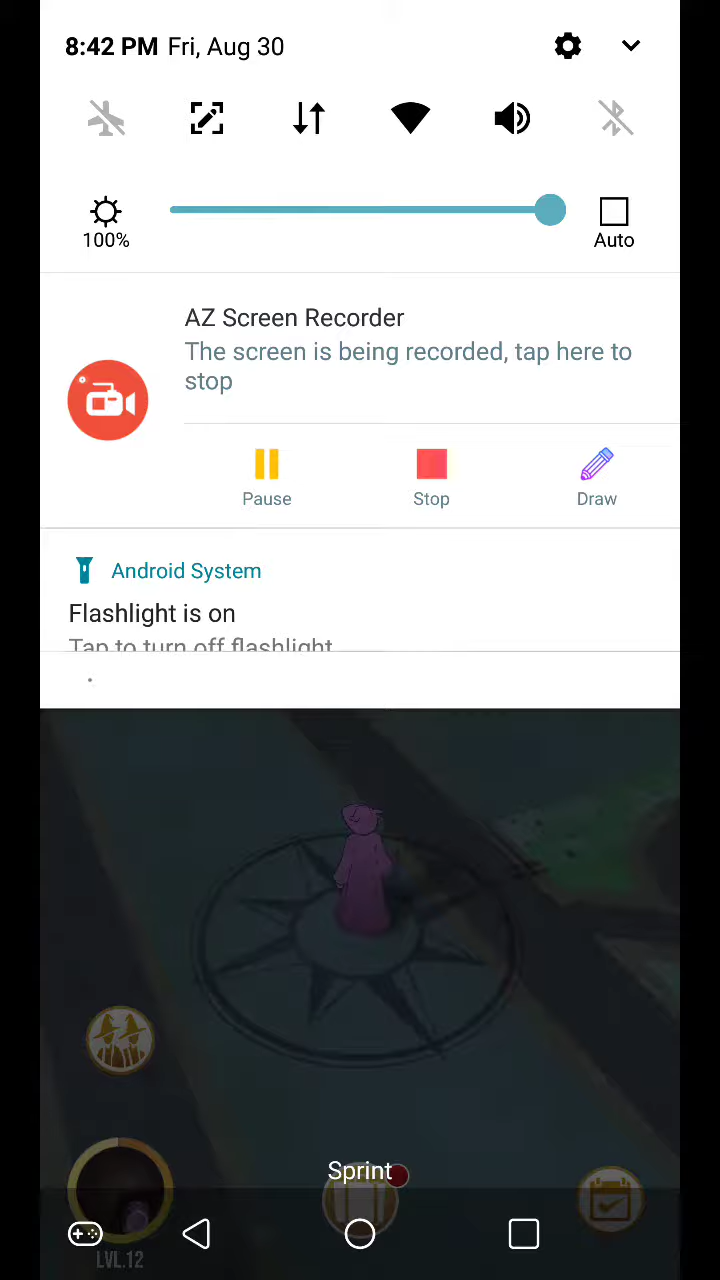 8:42 PM Fri, Aug 30
100%
Auto
AZ Screen Recorder
The screen is being recorded, tap here to
stop
Pause Stop Draw
Android System
Flashlight is on
Tap to turn off flashlight
Sprint
LVL.12